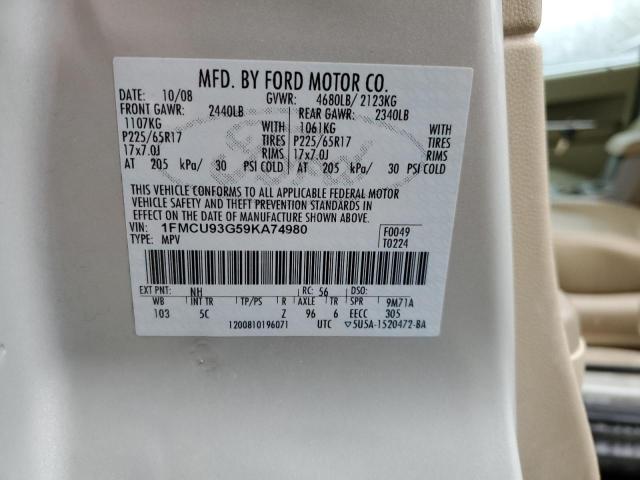 MFD. BY FORD MOTOR CO.
DATE: 10/08 GVWR: 4680LB/ 2123KG
FRONT GAWR: 2440LB REAR GAWR: 2340LB
1107KG WITH 1061KG WITH
P225/65R17 TIRES P225/65R17 TIRES
17x7.0J RIMS 17x7.0J RIMS
AT 205 kPa/ 30 PSI COLD AT 205 kPa/ 30 PSI COLD
THIS VEHICLE CONFORMS TO ALL APPLICABLE FEDERAL MOTOR
VEHICLE SAFETY AND THEFT PREVENTION STANDARDS IN
EFFECT ON THE DATE OF MANUFACTURE SHOWN ABOVE.
VIN: 1FMCU93G59KA74980 F0049
TYPE: MPV T0224
EXT PNT: NH RC: 56 DSO:
WB INT TR TP/PS R AXLE TR SPR 9M71A
103 5C Z 96 6 EECC 305
1200810196071 UTC ▽5U5A-1520472-BA